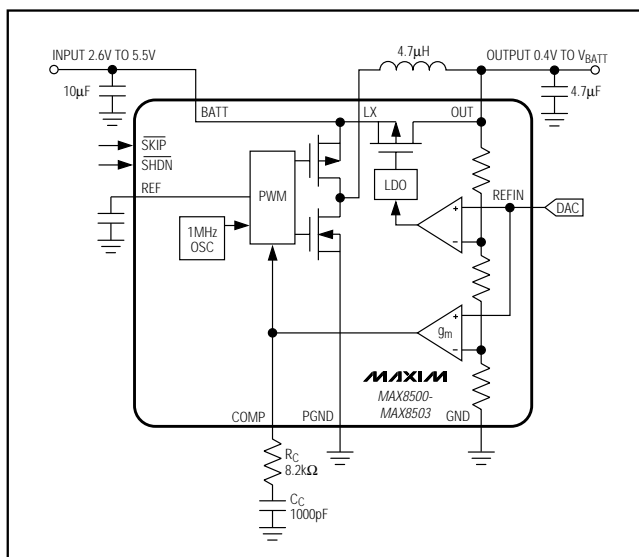 INPUT 2.6V TO 5.5V
4.7μH
OUTPUT 0.4V TO VBATT
10μF
4.7μF
BATT
LX
OUT
SKIP
SHDN
REF
PWM
LDO
REFIN
DAC
1MHz
OSC
+
−
+
−
gm
MAXIM
MAX8500-
MAX8503
COMP
PGND
GND
RC
8.2kΩ
CC
1000pF